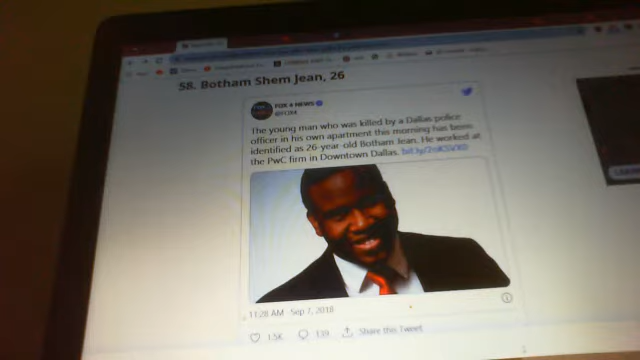 58. Botham Shem Jean, 26
FOX 4 NEWS
The young man who was killed by a Dallas police
officer in his own apartment this morning has been
identified as 26-year-old Botham Jean. He worked at
the PwC firm in Downtown Dallas.
11:28 AM · Sep 7, 2018
1.5K 139 Share this Tweet